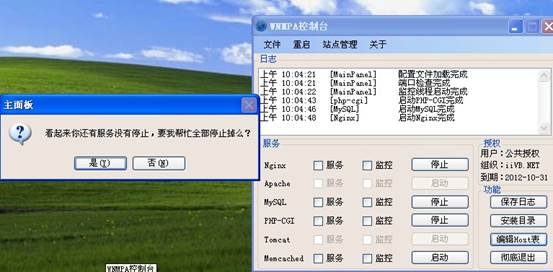 WNMPA控制台
文件 重启 站点管理 关于
日志
上午 10:04:21 [MainPanel] 配置文件加载完成
上午 10:04:21 [MainPanel] 端口检查完成
上午 10:04:22 [MainPanel] 监控线程启动完成
上午 10:04:43 [php-cgi] 启动PHP-CGI完成
上午 10:04:46 [MySQL] 启动MySQL完成
上午 10:04:48 [Nginx] 启动Nginx完成
主面板
看起来你还有服务没有停止,要我帮忙全部停止掉么?
是(Y) 否(N)
服务
Nginx 服务 监控 停止
Apache 服务 监控 启动
MySQL 服务 监控 停止
PHP-CGI 服务 监控 停止
Tomcat 服务 监控 启动
Memcached 服务 监控 启动
授权
用户:公共授权
组织:iiVB.NET
到期:2012-10-31
功能
保存日志
安装目录
编辑Host表
彻底退出
WNMPA控制台